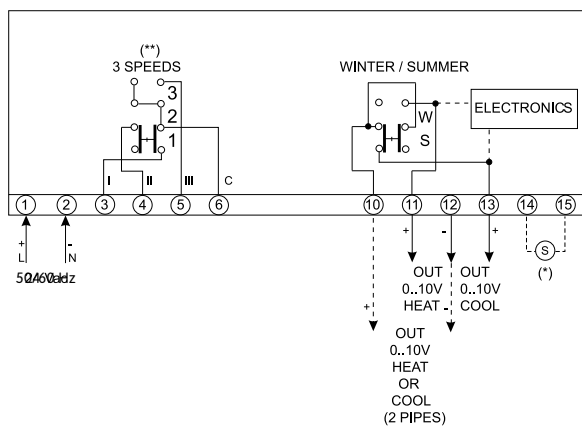 (**)
3 SPEEDS
WINTER / SUMMER
3
2
1
W
S
ELECTRONICS
I
II
III
C
1
2
3
4
5
6
10
11
12
13
14
15
+
L
-
N
+
-
+
S
(*)
OUT
0..10V
HEAT
OUT
0..10V
COOL
+
-
OUT
0..10V
HEAT
OR
COOL
(2 PIPES)